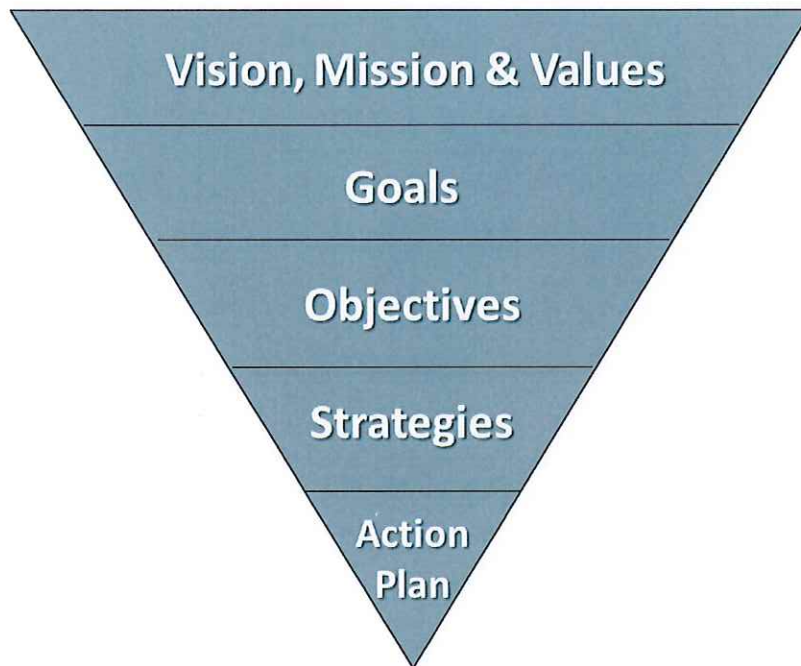 Vision, Mission & Values
Goals
Objectives
Strategies
Action
Plan